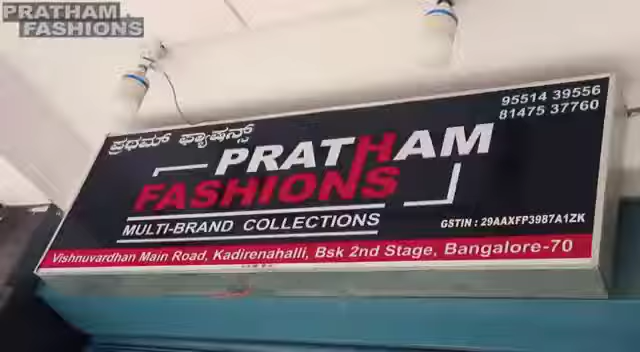 PRATHAM
FASHIONS
95514 39556
81475 37760
ಪ್ರಥಮ್ ಫ್ಯಾಷನ್ಸ್
PRATHAM
FASHIONS
MULTI-BRAND COLLECTIONS
GSTIN : 29AAXFP3987A1ZK
Vishnuvardhan Main Road, Kadirenahalli, Bsk 2nd Stage, Bangalore-70